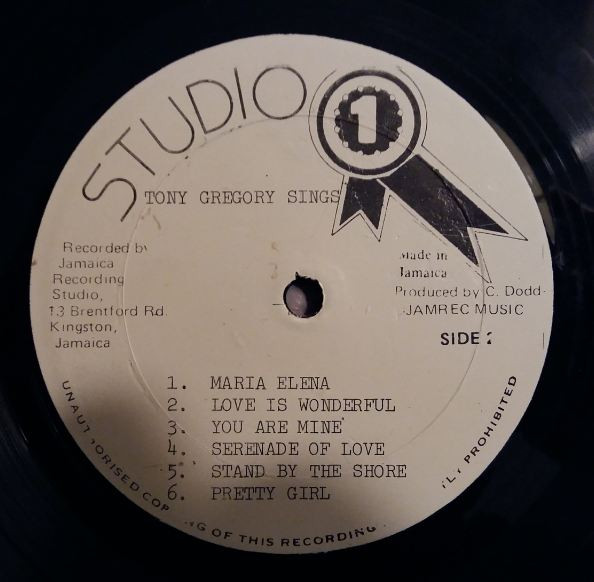 STUDIO
1
TONY GREGORY SINGS
Recorded by
Jamaica
Recording
Studio,
13 Brentford Rd.
Kingston,
Jamaica
Made in
Jamaica
Produced by C. Dodd
JAMREC MUSIC
SIDE 2
1. MARIA ELENA
2. LOVE IS WONDERFUL
3. YOU ARE MINE
4. SERENADE OF LOVE
5. STAND BY THE SHORE
6. PRETTY GIRL
OF THIS RECORDING
PROHIBITED